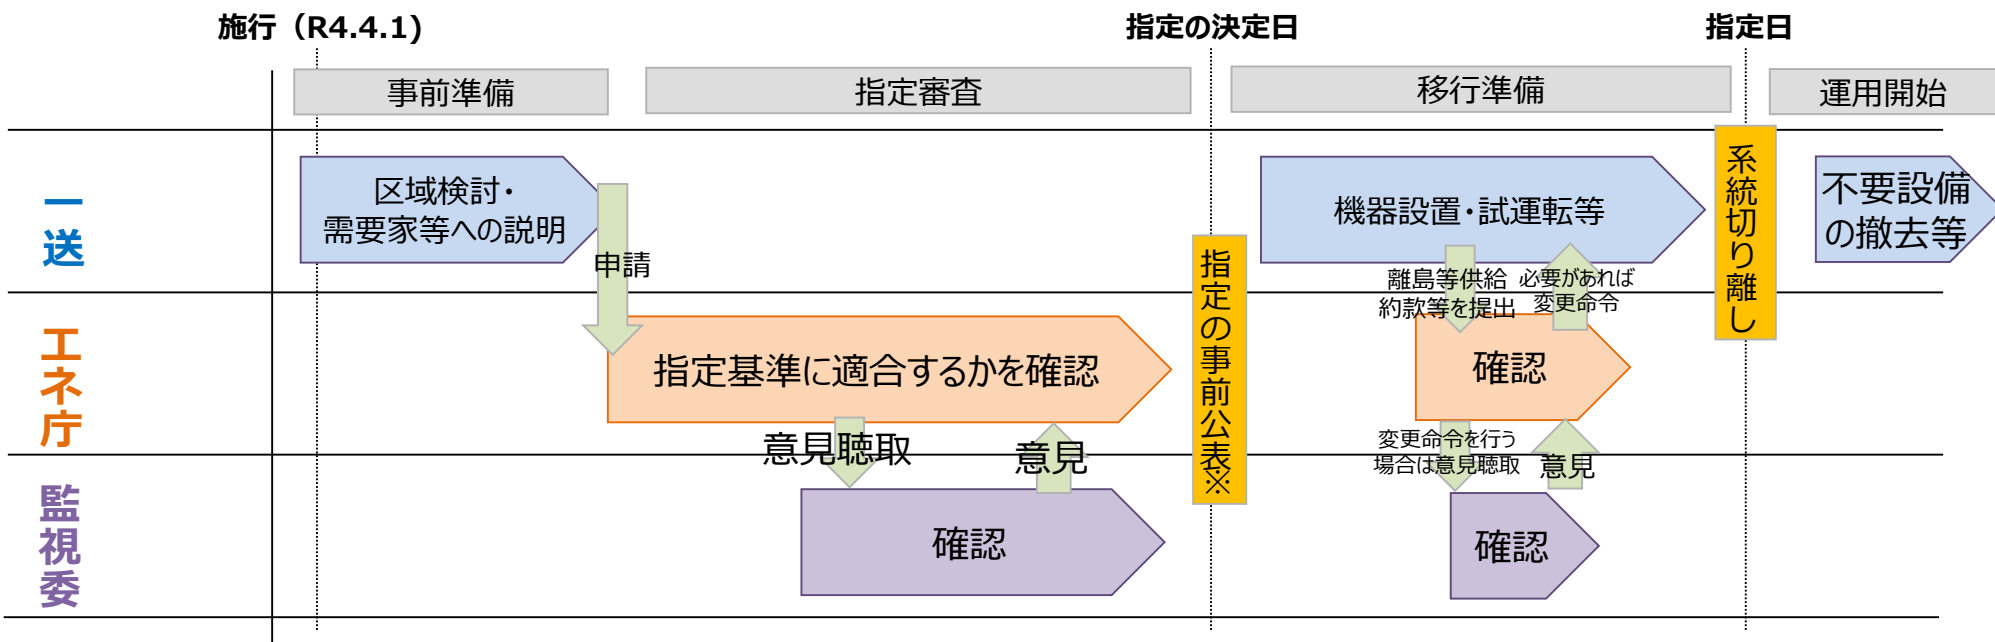 施行（R4.4.1)
指定の決定日
指定日
事前準備
指定審査
移行準備
運用開始
一送
区域検討・
需要家等への説明
申請
機器設置・試運転等
離島等供給
約款等を提出
必要があれば
変更命令
系統切り離し
不要設備
の撤去等
エネ庁
指定基準に適合するかを確認
指定の事前公表※
確認
意見聴取
意見
変更命令を行う
場合は意見聴取
意見
監視委
確認
確認